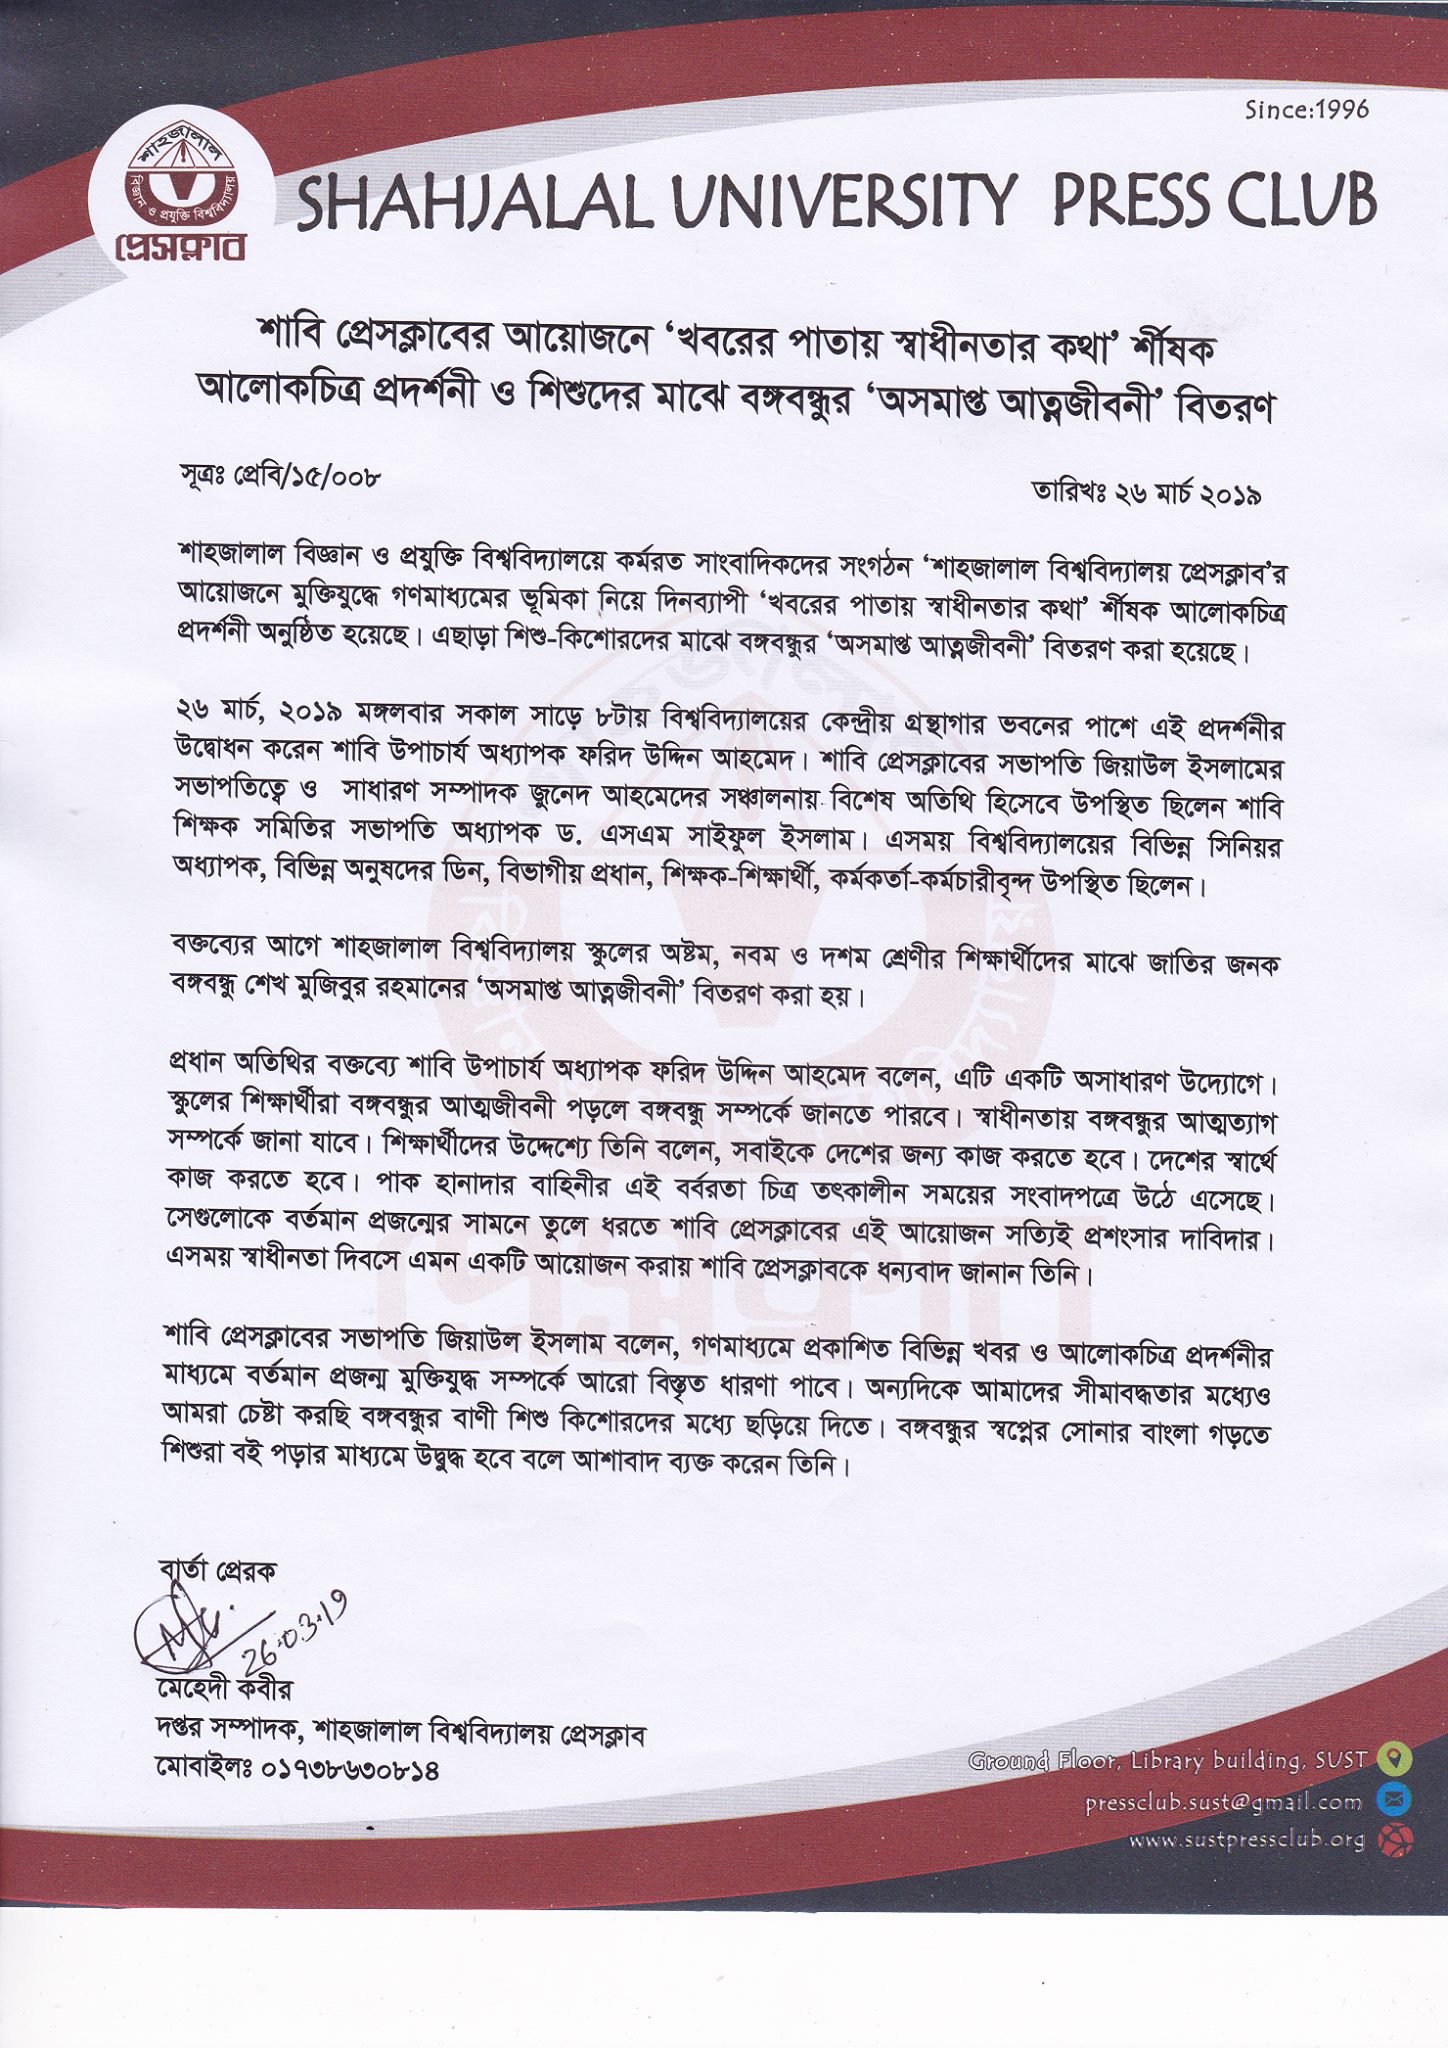 Since:1996
শাহজালাল
বিজ্ঞান ও প্রযুক্তি বিশ্ববিদ্যালয়
প্রেসক্লাব
SHAHJALAL UNIVERSITY PRESS CLUB
শাবি প্রেসক্লাবের আয়োজনে ‘খবরের পাতায় স্বাধীনতার কথা’ র্শীষক
আলোকচিত্র প্রদর্শনী ও শিশুদের মাঝে বঙ্গবন্ধুর ‘অসমাপ্ত আত্নজীবনী’ বিতরণ
সূত্রঃ প্রেবি/১৫/০০৮
তারিখঃ ২৬ মার্চ ২০১৯
শাহজালাল বিজ্ঞান ও প্রযুক্তি বিশ্ববিদ্যালয়ে কর্মরত সাংবাদিকদের সংগঠন ‘শাহজালাল বিশ্ববিদ্যালয় প্রেসক্লাব’র
আয়োজনে মুক্তিযুদ্ধে গণমাধ্যমের ভূমিকা নিয়ে দিনব্যাপী ‘খবরের পাতায় স্বাধীনতার কথা’ র্শীষক আলোকচিত্র
প্রদর্শনী অনুষ্ঠিত হয়েছে। এছাড়া শিশু-কিশোরদের মাঝে বঙ্গবন্ধুর ‘অসমাপ্ত আত্নজীবনী’ বিতরণ করা হয়েছে।
২৬ মার্চ, ২০১৯ মঙ্গলবার সকাল সাড়ে ৮টায় বিশ্ববিদ্যালয়ের কেন্দ্রীয় গ্রন্থাগার ভবনের পাশে এই প্রদর্শনীর
উদ্বোধন করেন শাবি উপাচার্য অধ্যাপক ফরিদ উদ্দিন আহমেদ। শাবি প্রেসক্লাবের সভাপতি জিয়াউল ইসলামের
সভাপতিত্বে ও সাধারণ সম্পাদক জুনেদ আহমেদের সঞ্চালনায় বিশেষ অতিথি হিসেবে উপস্থিত ছিলেন শাবি
শিক্ষক সমিতির সভাপতি অধ্যাপক ড. এসএম সাইফুল ইসলাম। এসময় বিশ্ববিদ্যালয়ের বিভিন্ন সিনিয়র
অধ্যাপক, বিভিন্ন অনুষদের ডিন, বিভাগীয় প্রধান, শিক্ষক-শিক্ষার্থী, কর্মকর্তা-কর্মচারীবৃন্দ উপস্থিত ছিলেন।
বক্তব্যের আগে শাহজালাল বিশ্ববিদ্যালয় স্কুলের অষ্টম, নবম ও দশম শ্রেণীর শিক্ষার্থীদের মাঝে জাতির জনক
বঙ্গবন্ধু শেখ মুজিবুর রহমানের ‘অসমাপ্ত আত্নজীবনী’ বিতরণ করা হয়।
প্রধান অতিথির বক্তব্যে শাবি উপাচার্য অধ্যাপক ফরিদ উদ্দিন আহমেদ বলেন, এটি একটি অসাধারণ উদ্যোগে।
স্কুলের শিক্ষার্থীরা বঙ্গবন্ধুর আত্মজীবনী পড়লে বঙ্গবন্ধু সম্পর্কে জানতে পারবে। স্বাধীনতায় বঙ্গবন্ধুর আত্মত্যাগ
সম্পর্কে জানা যাবে। শিক্ষার্থীদের উদ্দেশ্যে তিনি বলেন, সবাইকে দেশের জন্য কাজ করতে হবে। দেশের স্বার্থে
কাজ করতে হবে। পাক হানাদার বাহিনীর এই বর্বরতা চিত্র তৎকালীন সময়ের সংবাদপত্রে উঠে এসেছে।
সেগুলোকে বর্তমান প্রজন্মের সামনে তুলে ধরতে শাবি প্রেসক্লাবের এই আয়োজন সত্যিই প্রশংসার দাবিদার।
এসময় স্বাধীনতা দিবসে এমন একটি আয়োজন করায় শাবি প্রেসক্লাবকে ধন্যবাদ জানান তিনি।
শাবি প্রেসক্লাবের সভাপতি জিয়াউল ইসলাম বলেন, গণমাধ্যমে প্রকাশিত বিভিন্ন খবর ও আলোকচিত্র প্রদর্শনীর
মাধ্যমে বর্তমান প্রজন্ম মুক্তিযুদ্ধ সম্পর্কে আরো বিস্তৃত ধারণা পাবে। অন্যদিকে আমাদের সীমাবদ্ধতার মধ্যেও
আমরা চেষ্টা করছি বঙ্গবন্ধুর বাণী শিশু কিশোরদের মধ্যে ছড়িয়ে দিতে। বঙ্গবন্ধুর স্বপ্নের সোনার বাংলা গড়তে
শিশুরা বই পড়ার মাধ্যমে উদ্বুদ্ধ হবে বলে আশাবাদ ব্যক্ত করেন তিনি।
বার্তা প্রেরক
26.03.19
মেহেদী কবীর
দপ্তর সম্পাদক, শাহজালাল বিশ্ববিদ্যালয় প্রেসক্লাব
মোবাইলঃ ০১৭৩৮৬৩০৮১৪
Ground Floor, Library building, SUST
pressclub.sust@gmail.com
www.sustpressclub.org